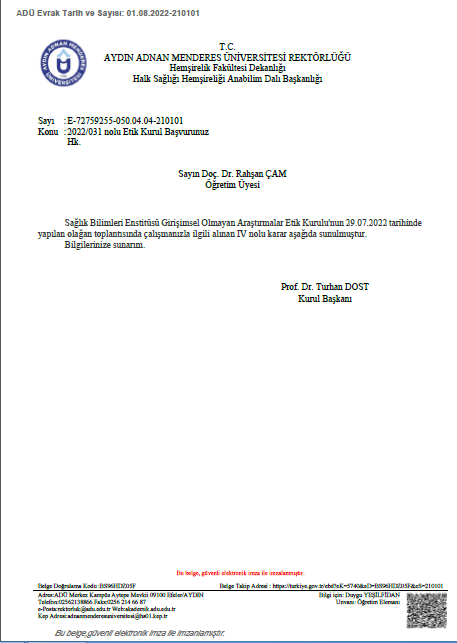 ADÜ Evrak Tarih ve Sayısı: 01.08.2022-210101
T.C.
AYDIN ADNAN MENDERES ÜNİVERSİTESİ REKTÖRLÜĞÜ
Hemşirelik Fakültesi Dekanlığı
Halk Sağlığı Hemşireliği Anabilim Dalı Başkanlığı
Sayı : E-72759255-050.04.04-210101
Konu : 2022/031 nolu Etik Kurul Başvurunuz
Hk.
Sayın Doç. Dr. Rahşan ÇAM
Öğretim Üyesi
Sağlık Bilimleri Enstitüsü Girişimsel Olmayan Araştırmalar Etik Kurulu'nun 29.07.2022 tarihinde
yapılan olağan toplantısında çalışmanızla ilgili alınan IV nolu karar aşağıda sunulmuştur.
Bilgilerinize sunarım.
Prof. Dr. Turhan DOST
Kurul Başkanı
Bu belge, güvenli elektronik imza ile imzalanmıştır.
Belge Doğrulama Kodu :BS96HDZ05F Belge Takip Adresi : https://turkiye.gov.tr/ebd?eK=5740&eD=BS96HDZ05F&eS=210101
Adres:ADÜ Merkez Kampüs Aytepe Mevkii 09100 Efeler/AYDIN Bilgi için: Duygu YEŞİLFİDAN
Telefon:02562138866 Faks:0256 214 66 87 Unvanı: Öğretim Elemanı
e-Posta:rektorluk@adu.edu.tr Web:akademik.adu.edu.tr
Kep Adresi:adnanmenderesuniversitesi@hs01.kep.tr
Bu belge,güvenli elektronik imza ile imzalanmıştır.